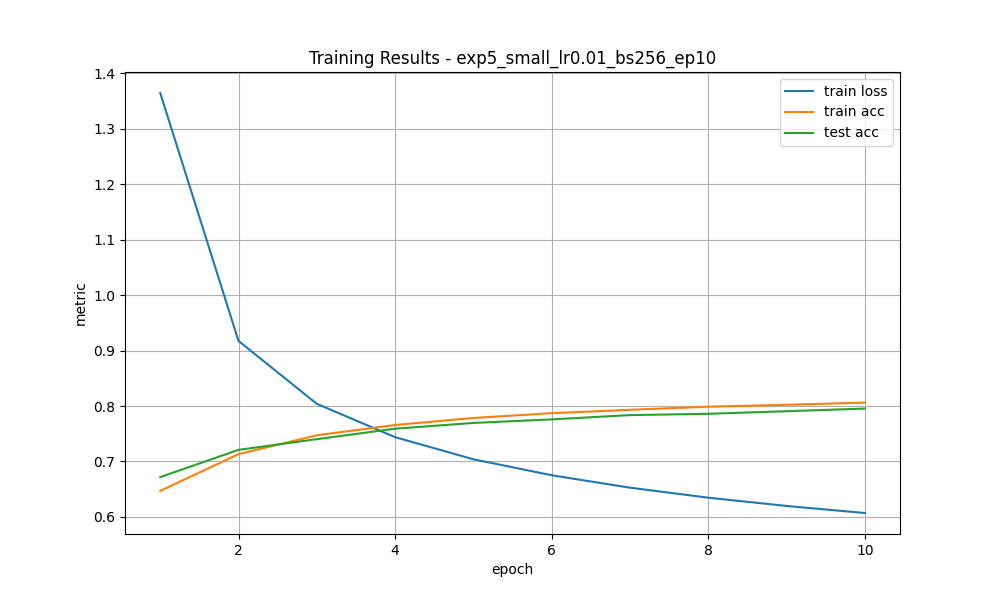 Training Results - exp5_small_lr0.01_bs256_ep10
train loss
train acc
test acc
metric
1.4
1.3
1.2
1.1
1.0
0.9
0.8
0.7
0.6
2 4 6 8 10
epoch